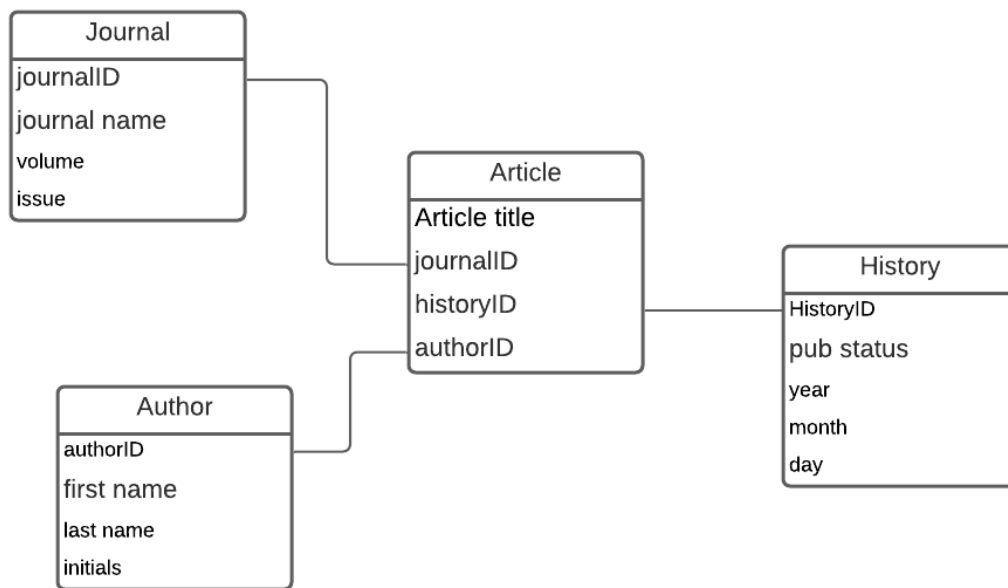 Journal
journalID
journal name
volume
issue
Article
Article title
journalID
historyID
authorID
History
HistoryID
pub status
year
month
day
Author
authorID
first name
last name
initials